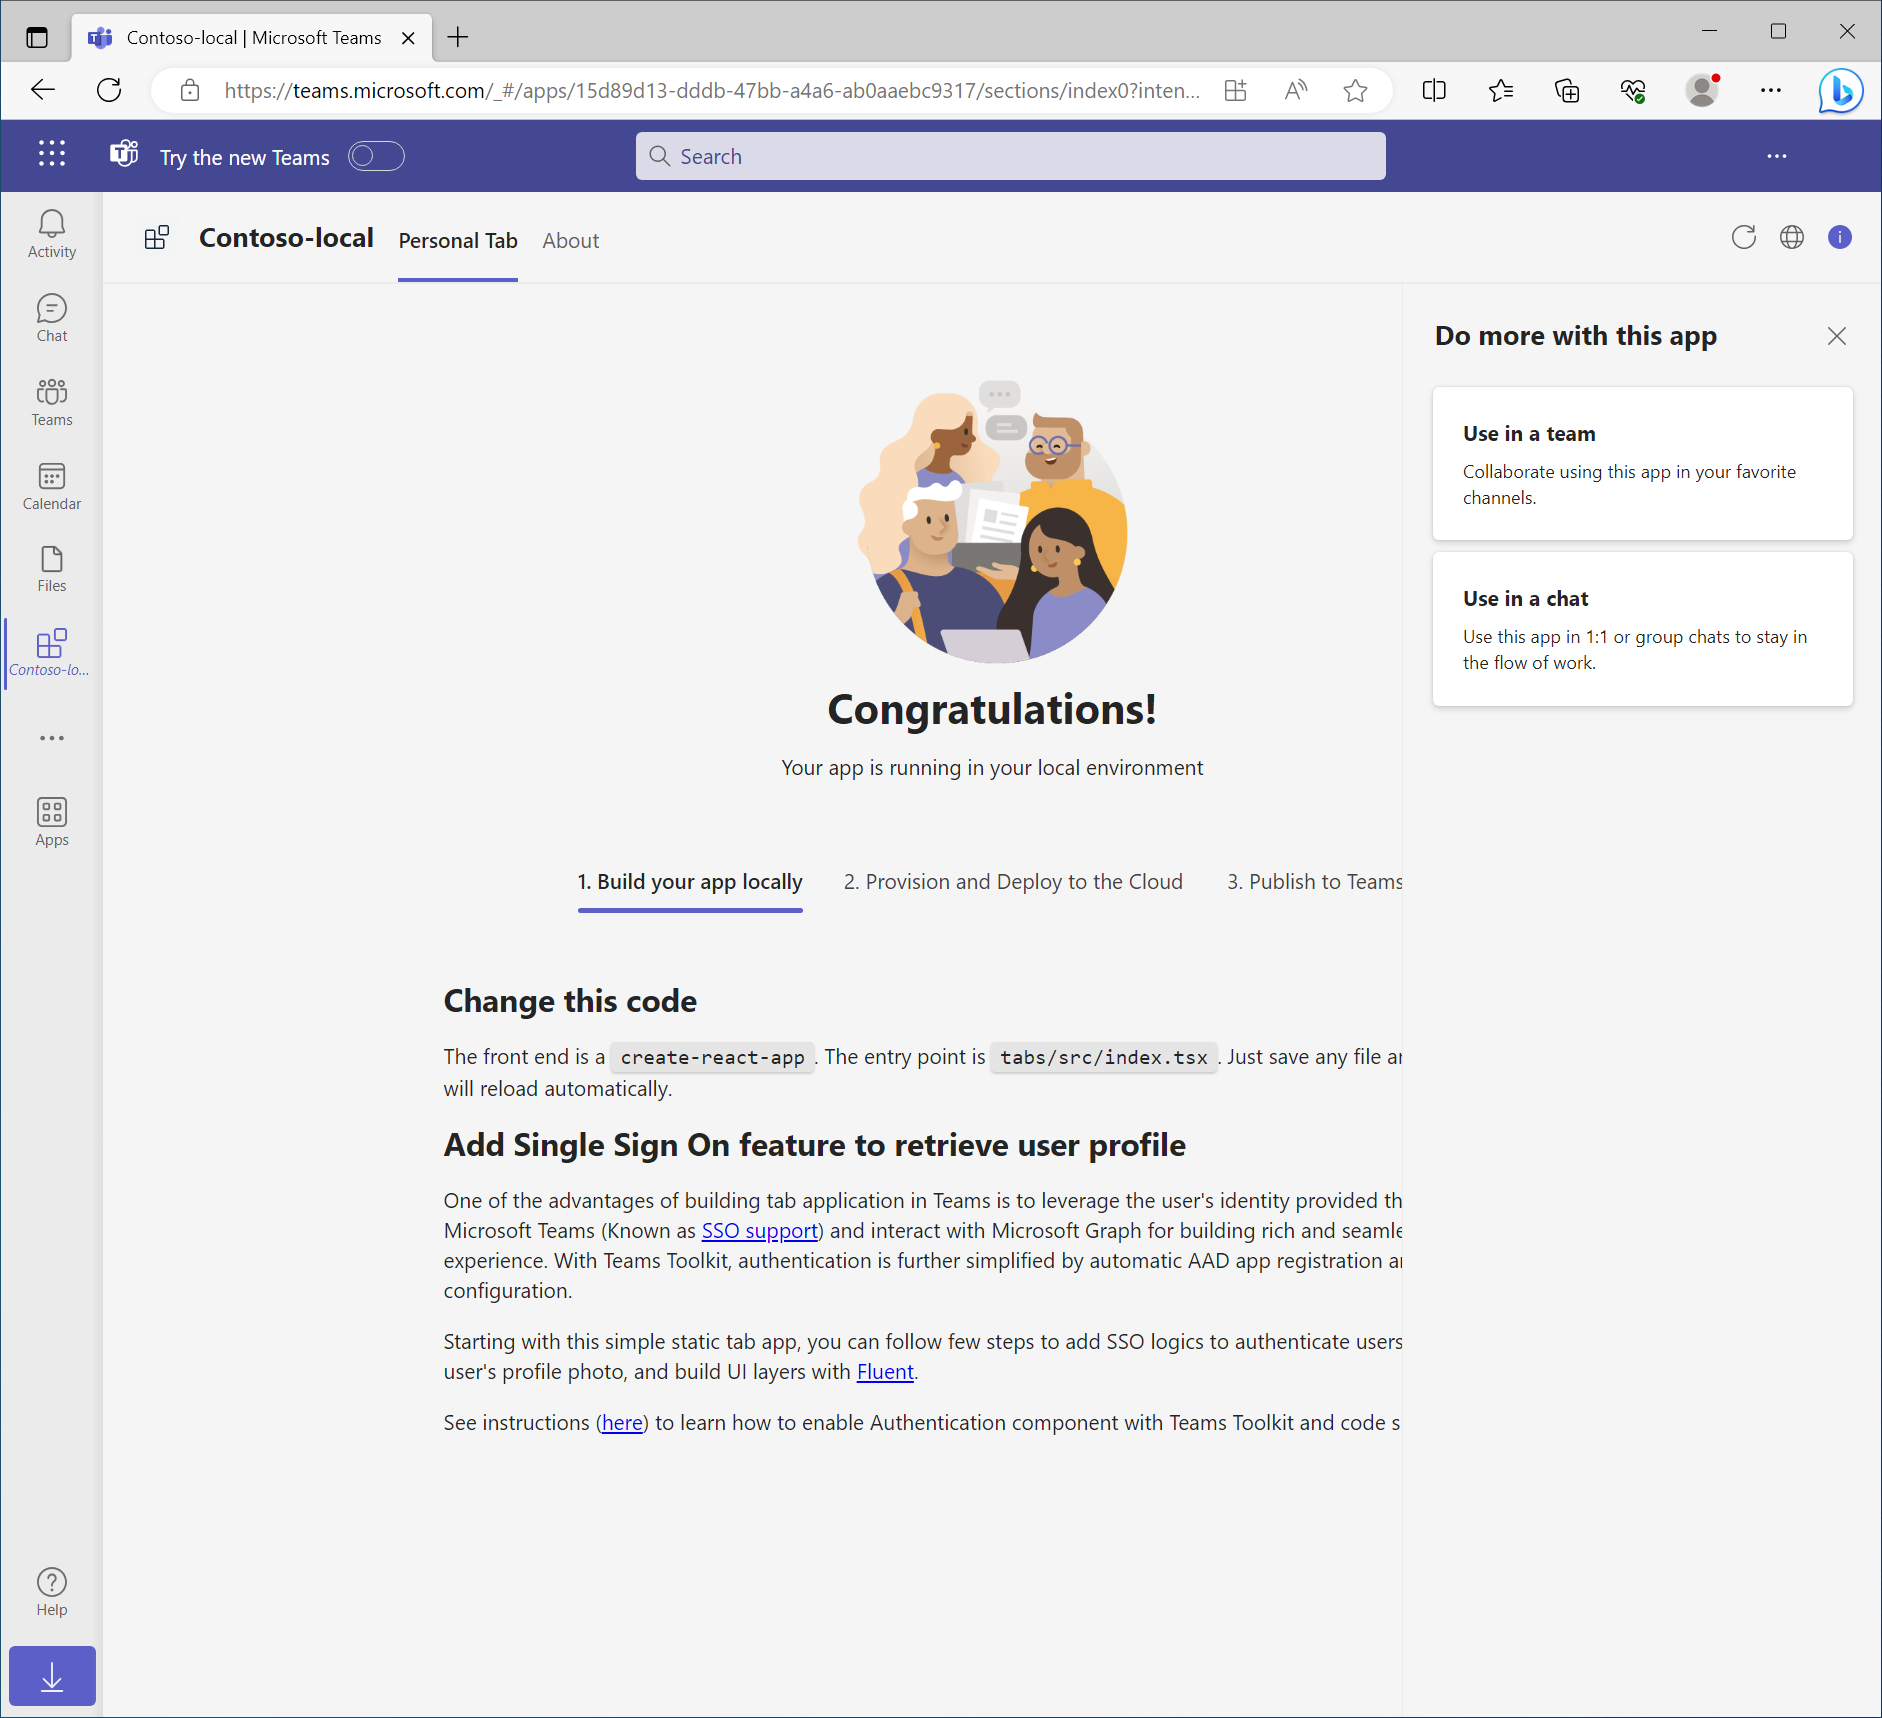 Contoso-local | Microsoft Teams
https://teams.microsoft.com/_#/apps/15d89d13-dddb-47bb-a4a6-ab0aaebc9317/sections/index0?inten...
Try the new Teams
Search
Activity
Chat
Teams
Calendar
Files
Contoso-lo...
Apps
Help
Contoso-local
Personal Tab
About
Congratulations!
Your app is running in your local environment
1. Build your app locally
2. Provision and Deploy to the Cloud
3. Publish to Teams
Change this code
The front end is a create-react-app. The entry point is tabs/src/index.tsx. Just save any file ar
will reload automatically.
Add Single Sign On feature to retrieve user profile
One of the advantages of building tab application in Teams is to leverage the user's identity provided th
Microsoft Teams (Known as SSO support) and interact with Microsoft Graph for building rich and seamle
experience. With Teams Toolkit, authentication is further simplified by automatic AAD app registration ar
configuration.
Starting with this simple static tab app, you can follow few steps to add SSO logics to authenticate users
user's profile photo, and build UI layers with Fluent.
See instructions (here) to learn how to enable Authentication component with Teams Toolkit and code s
Do more with this app
Use in a team
Collaborate using this app in your favorite
channels.
Use in a chat
Use this app in 1:1 or group chats to stay in
the flow of work.